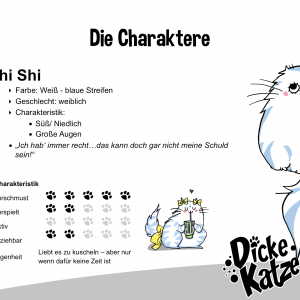 Die Charaktere
hi Shi
Farbe: Weiß - blaue Streifen
Geschlecht: weiblich
Charakteristik:
Süß/ Niedlich
Große Augen
„Ich hab' immer recht…das kann doch gar nicht meine Schuld
sein!"
harakteristik
rschmust
rspielt
tiv
ziehbar
genheit
Liebt es zu kuscheln – aber nur
wenn dafür keine Zeit ist
Dicke
Katze